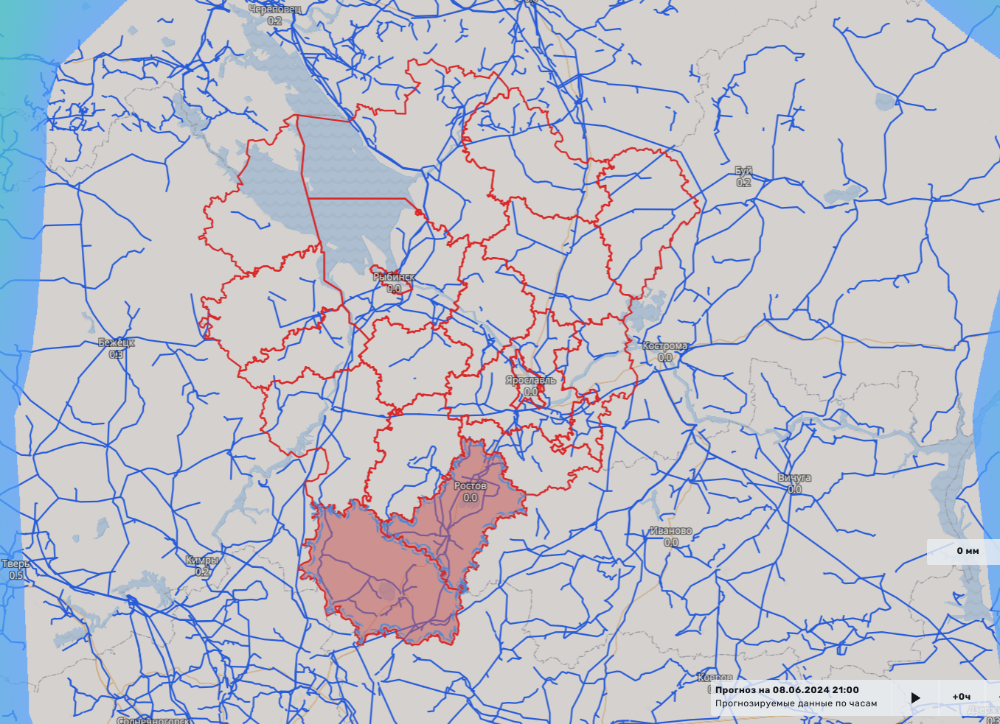 Череповец
0.2
Буй
0.2
Рыбинск
0.0
Бежецк
0.3
Кострома
0.0
Ярославль
0.0
Вичуга
0.0
Ростов
0.0
Иваново
0.0
0 мм
Тверь
0.5
Кимры
0.2
Ковров
Прогноз на 08.06.2024 21:00
Прогнозируемые данные по часам
+0ч
Солнечногорск